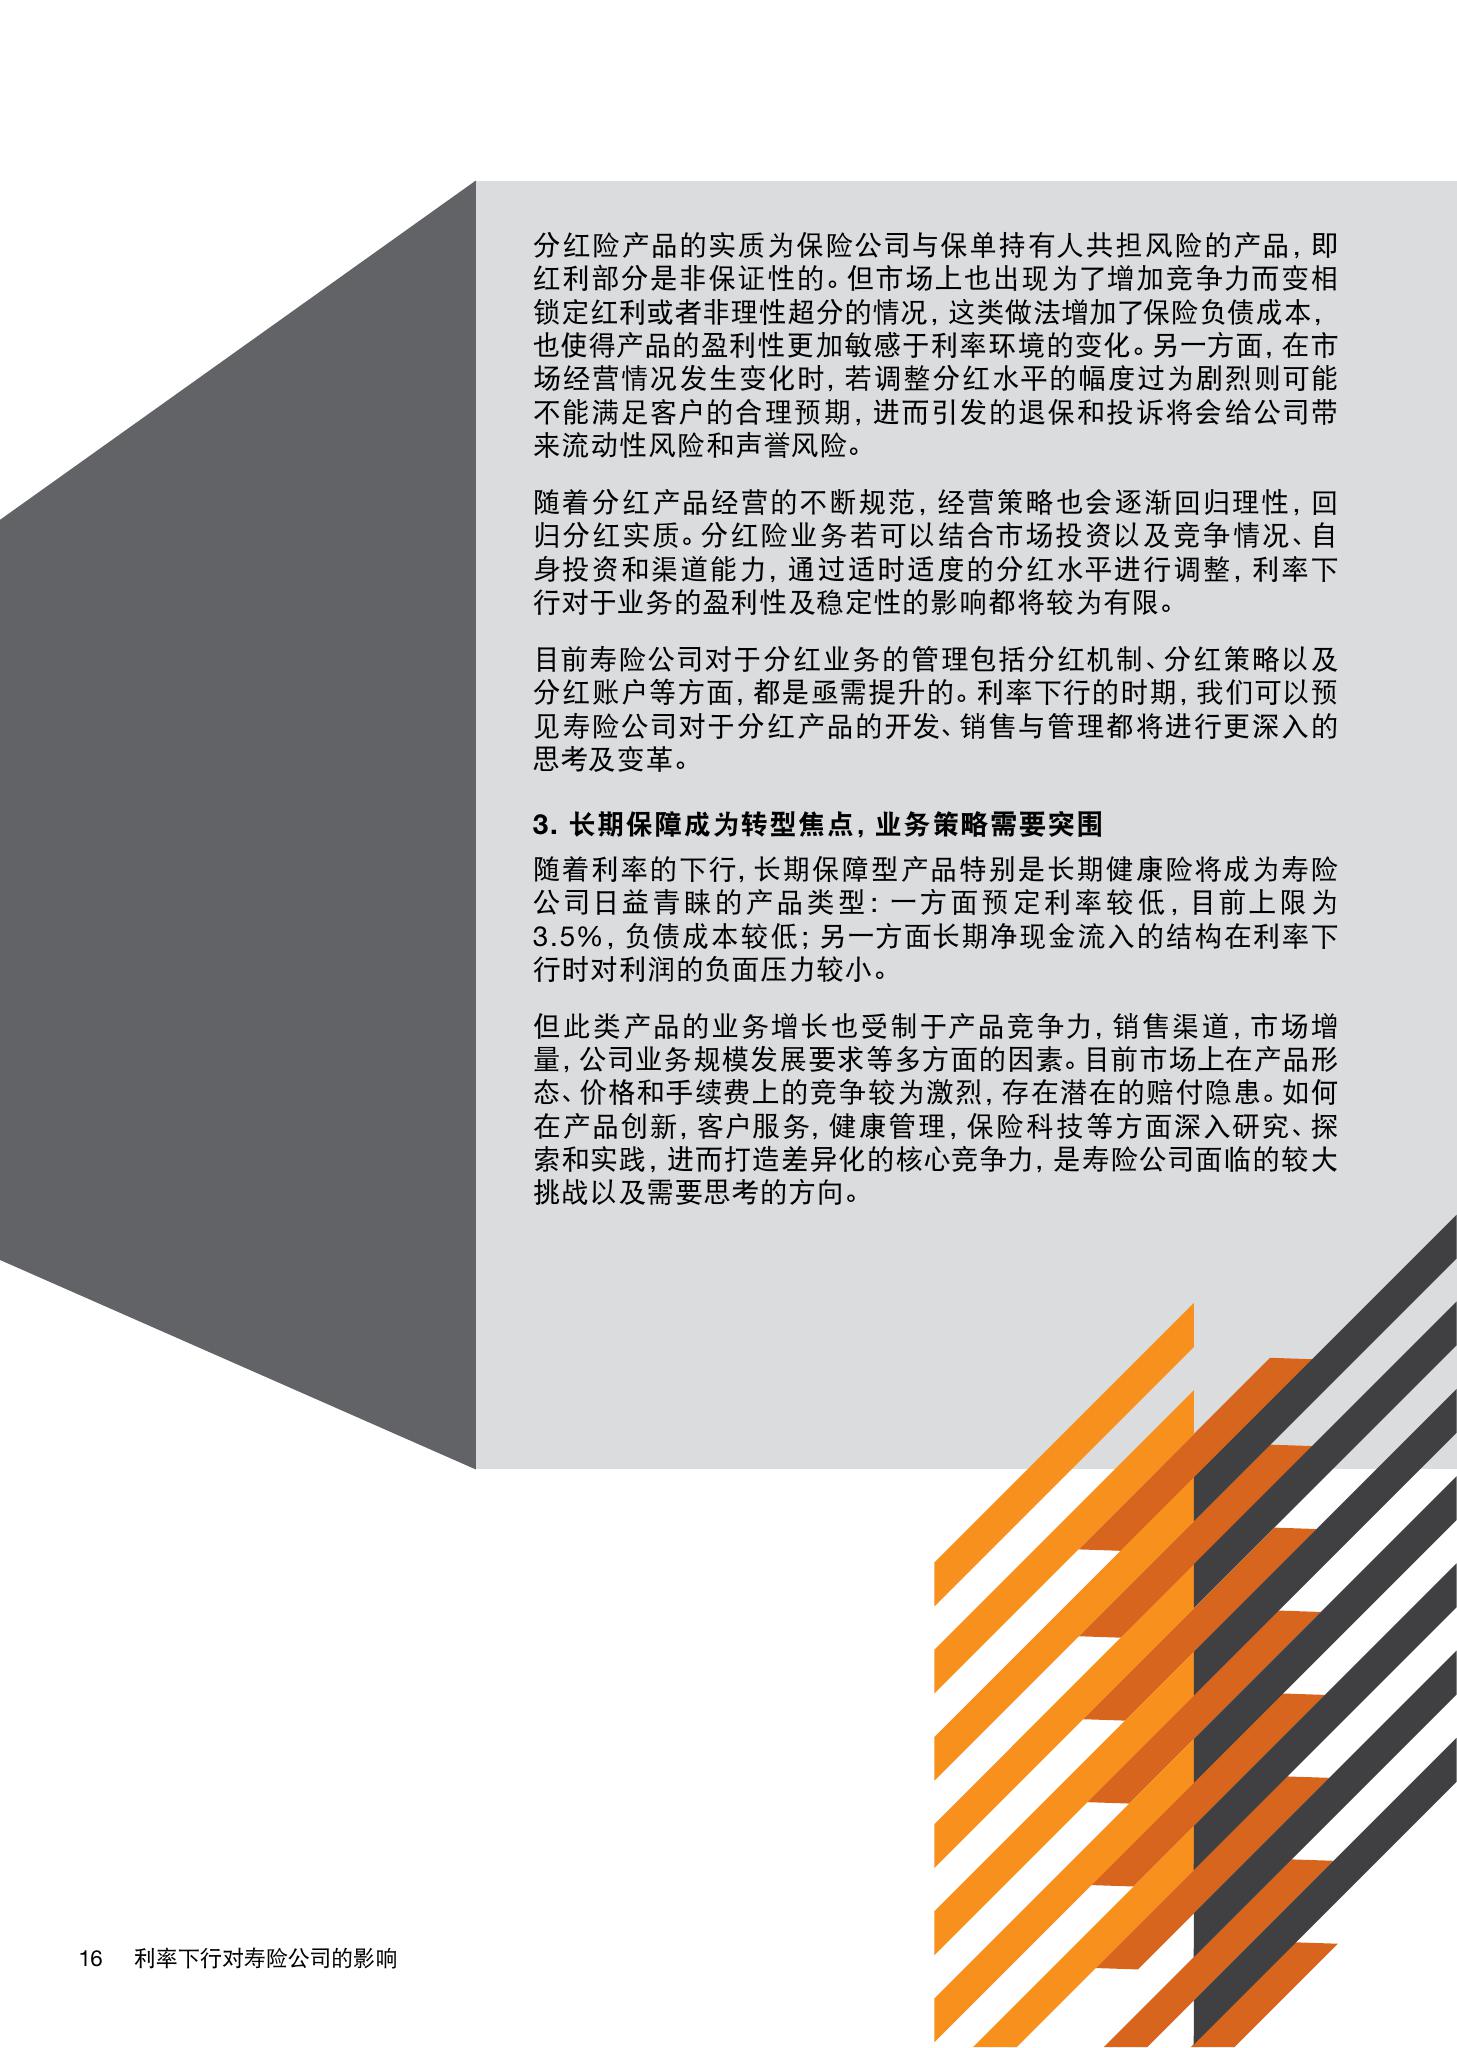 分红险产品的实质为保险公司与保单持有人共担风险的产品，即
红利部分是非保证性的。但市场上也出现为了增加竞争力而变相
锁定红利或者非理性超分的情况，这类做法增加了保险负债成本，
也使得产品的盈利性更加敏感于利率环境的变化。另一方面，在市
场经营情况发生变化时，若调整分红水平的幅度过为剧烈则可能
不能满足客户的合理预期，进而引发的退保和投诉将会给公司带
来流动性风险和声誉风险。
随着分红产品经营的不断规范，经营策略也会逐渐回归理性，回
归分红实质。分红险业务若可以结合市场投资以及竞争情况、自
身投资和渠道能力，通过适时适度的分红水平进行调整，利率下
行对于业务的盈利性及稳定性的影响都将较为有限。
目前寿险公司对于分红业务的管理包括分红机制、分红策略以及
分红账户等方面，都是亟需提升的。利率下行的时期，我们可以预
见寿险公司对于分红产品的开发、销售与管理都将进行更深入的
思考及变革。
3. 长期保障成为转型焦点，业务策略需要突围
随着利率的下行，长期保障型产品特别是长期健康险将成为寿险
公司日益青睐的产品类型：一方面预定利率较低，目前上限为
3.5%，负债成本较低；另一方面长期净现金流入的结构在利率下
行时对利润的负面压力较小。
但此类产品的业务增长也受制于产品竞争力，销售渠道，市场增
量，公司业务规模发展要求等多方面的因素。目前市场上在产品形
态、价格和手续费上的竞争较为激烈，存在潜在的赔付隐患。如何
在产品创新，客户服务，健康管理，保险科技等方面深入研究、探
索和实践，进而打造差异化的核心竞争力，是寿险公司面临的较大
挑战以及需要思考的方向。
16 利率下行对寿险公司的影响